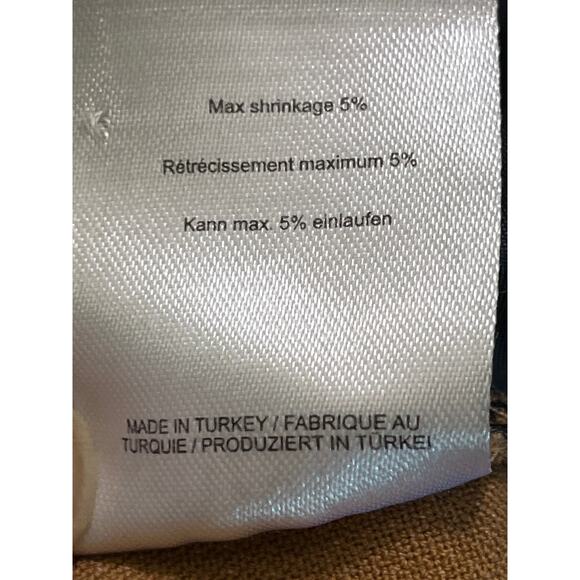 Max shrinkage 5%
Rétrécissement maximum 5%
Kann max. 5% einlaufen
MADE IN TURKEY / FABRIQUE AU
TURQUIE / PRODUZIERT IN TÜRKEI